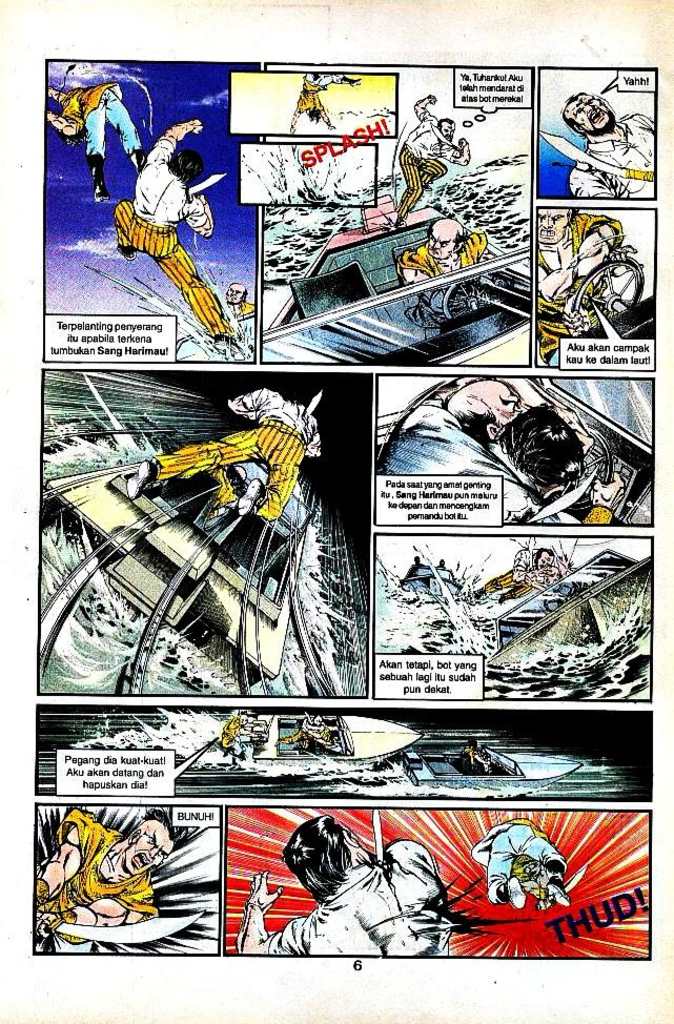 Terpelanting penyerang
itu apabila terkena
tumbukan Sang Harimau!
SPLASH!
Ya, Tuhanku! Aku
telah mendarat di
atas bot mereka!
Yahh!
Aku akan campak
kau ke dalam laut!
Pada saat yang amat genting
itu, Sang Harimau pun meluru
ke depan dan mencengkam
pemandu bot itu.
Akan tetapi, bot yang
sebuah lagi itu sudah
pun dekat.
Pegang dia kuat-kuat!
Aku akan datang dan
hapuskan dia!
BUNUH!
THUD!
6